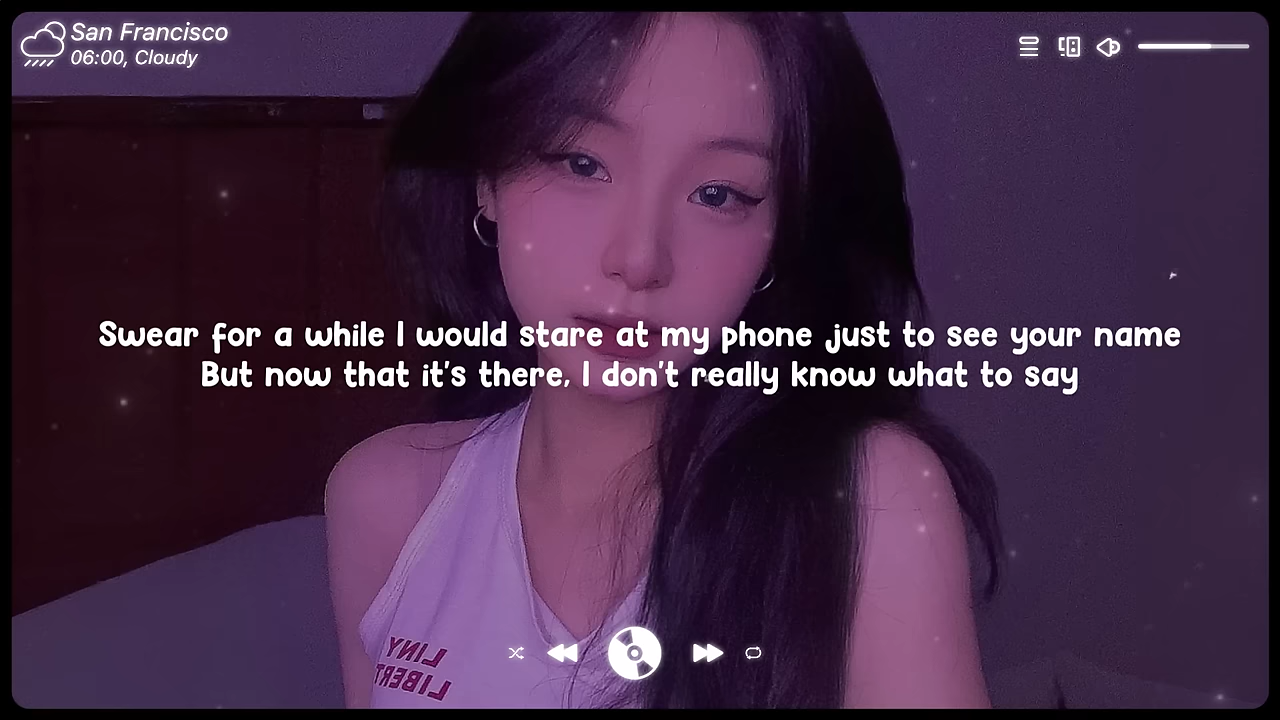 San Francisco
06:00, Cloudy
Swear for a while I would stare at my phone just to see your name
But now that it's there, I don't really know what to say
LINY
LIBERT